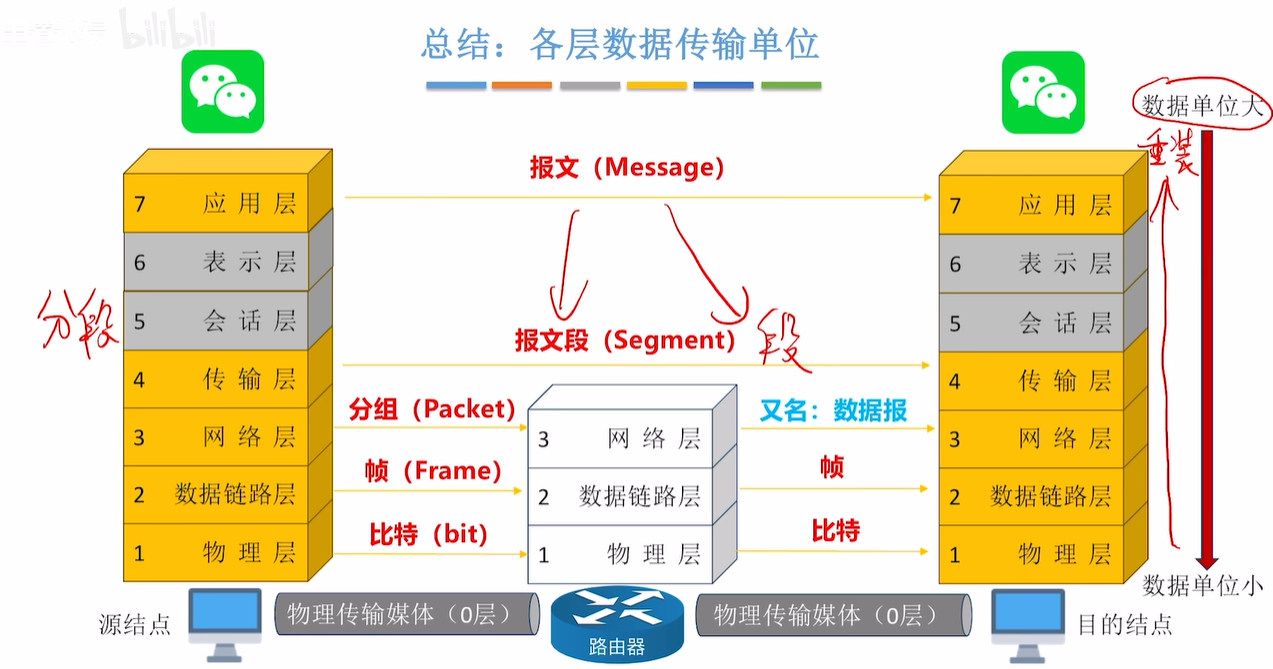 bilibili
总结：各层数据传输单位
数据单位大
重装
报文（Message）
7 应用层
6 表示层
5 会话层
4 传输层
3 网络层
2 数据链路层
1 物理层
分段
报文段（Segment）
段
分组（Packet）
又名：数据报
帧（Frame）
帧
比特（bit）
比特
3 网络层
2 数据链路层
1 物理层
7 应用层
6 表示层
5 会话层
4 传输层
3 网络层
2 数据链路层
1 物理层
数据单位小
源结点
物理传输媒体（0层）
路由器
物理传输媒体（0层）
目的结点